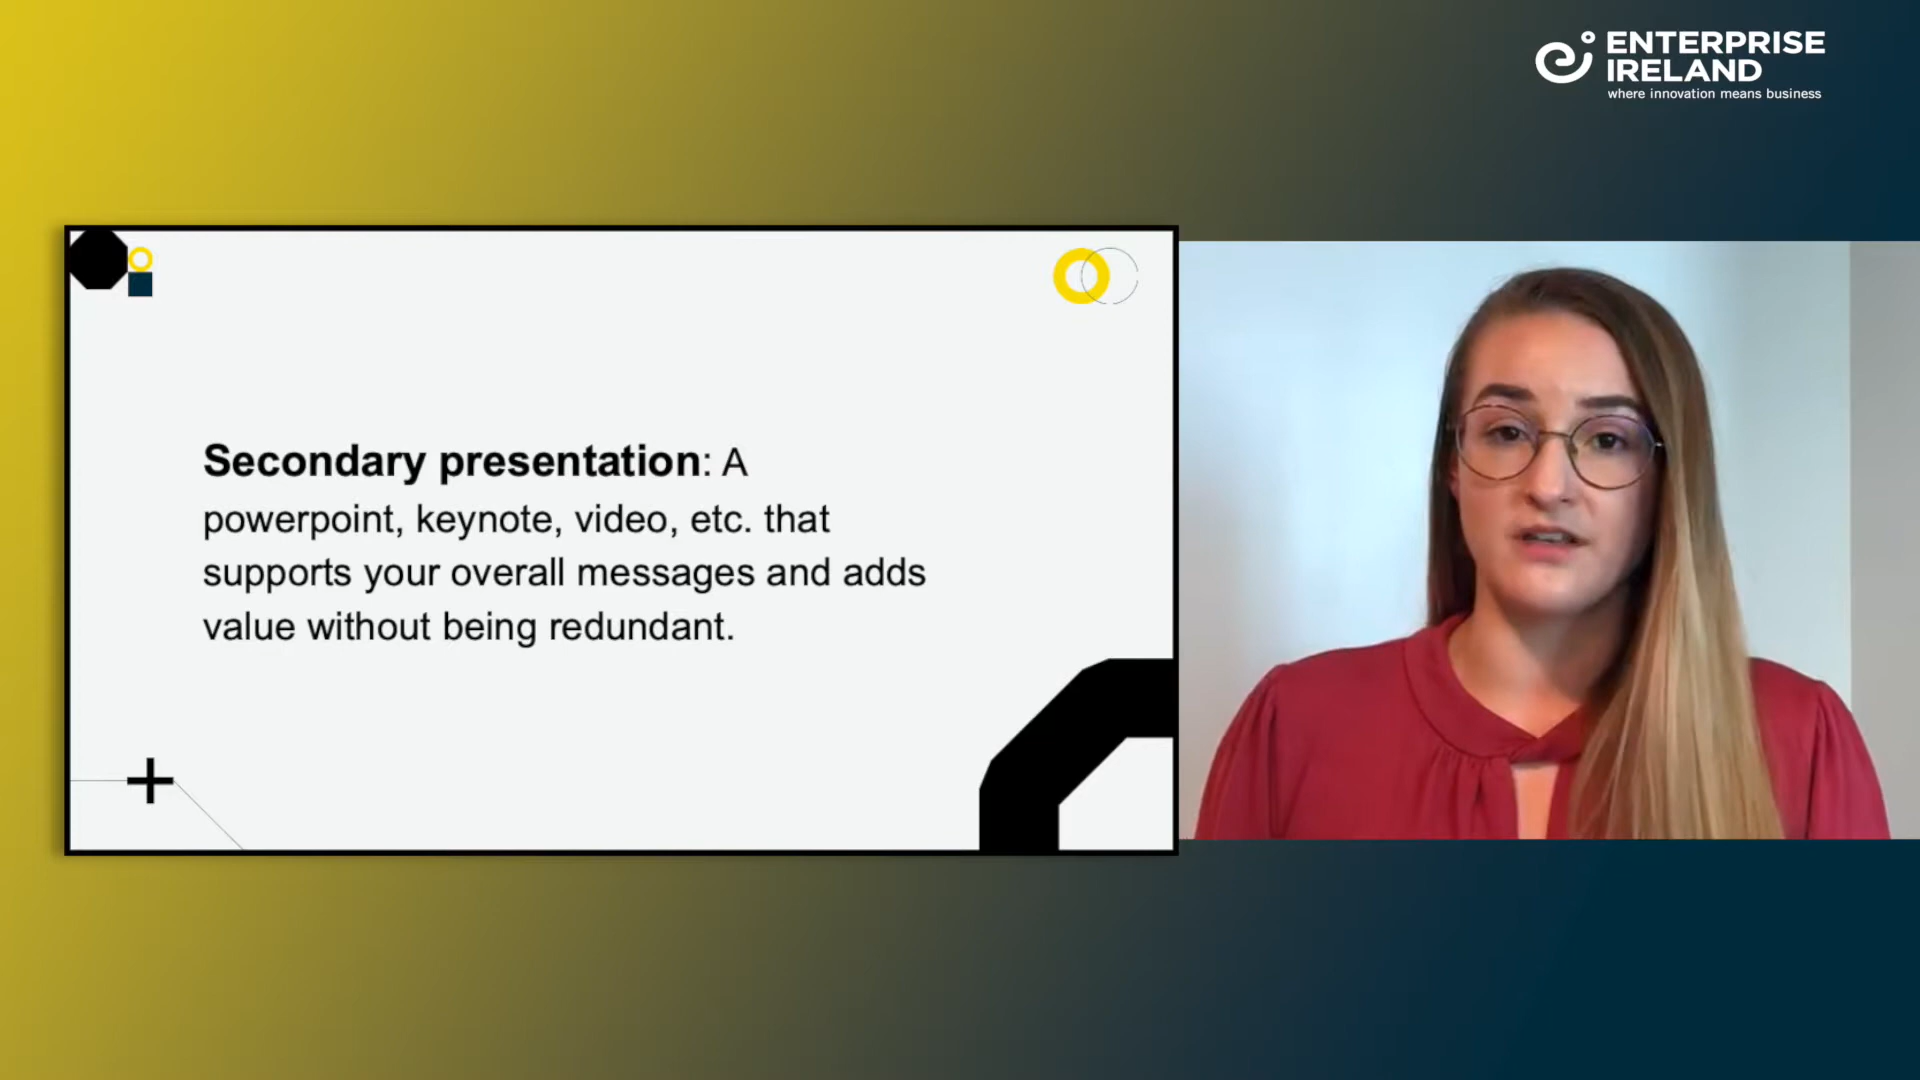 ENTERPRISE
IRELAND
where innovation means business
Secondary presentation: A
powerpoint, keynote, video, etc. that
supports your overall messages and adds
value without being redundant.